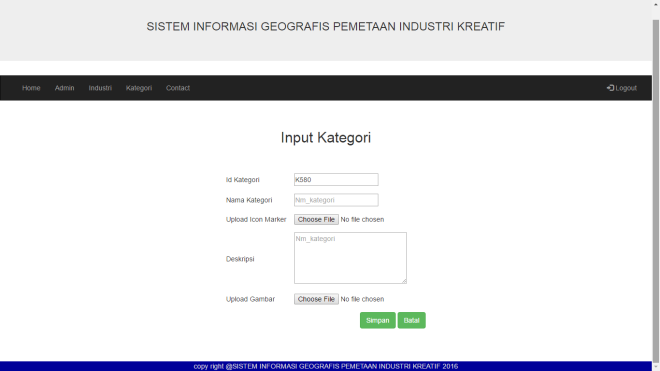 SISTEM INFORMASI GEOGRAFIS PEMETAAN INDUSTRI KREATIF
Home Admin Industri Kategori Contact Logout
Input Kategori
Id Kategori K580
Nama Kategori Nm_kategori
Upload Icon Marker Choose File No file chosen
Deskripsi Nm_kategori
Upload Gambar Choose File No file chosen
Simpan Batal
copy right @SISTEM INFORMASI GEOGRAFIS PEMETAAN INDUSTRI KREATIF 2016